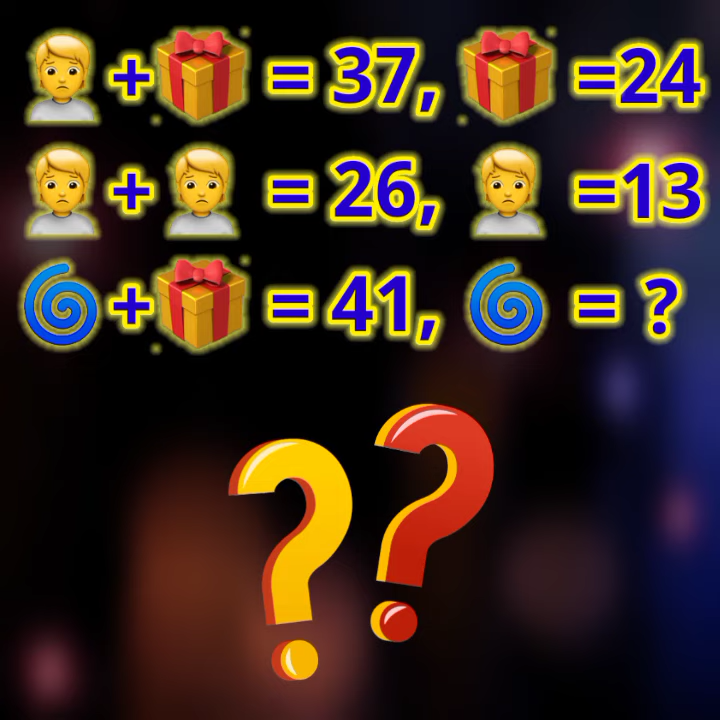 🙍+🎁 = 37, 🎁 =24
🙍+🙍 = 26, 🙍 =13
🌀+🎁 = 41, 🌀 = ?
❓❓